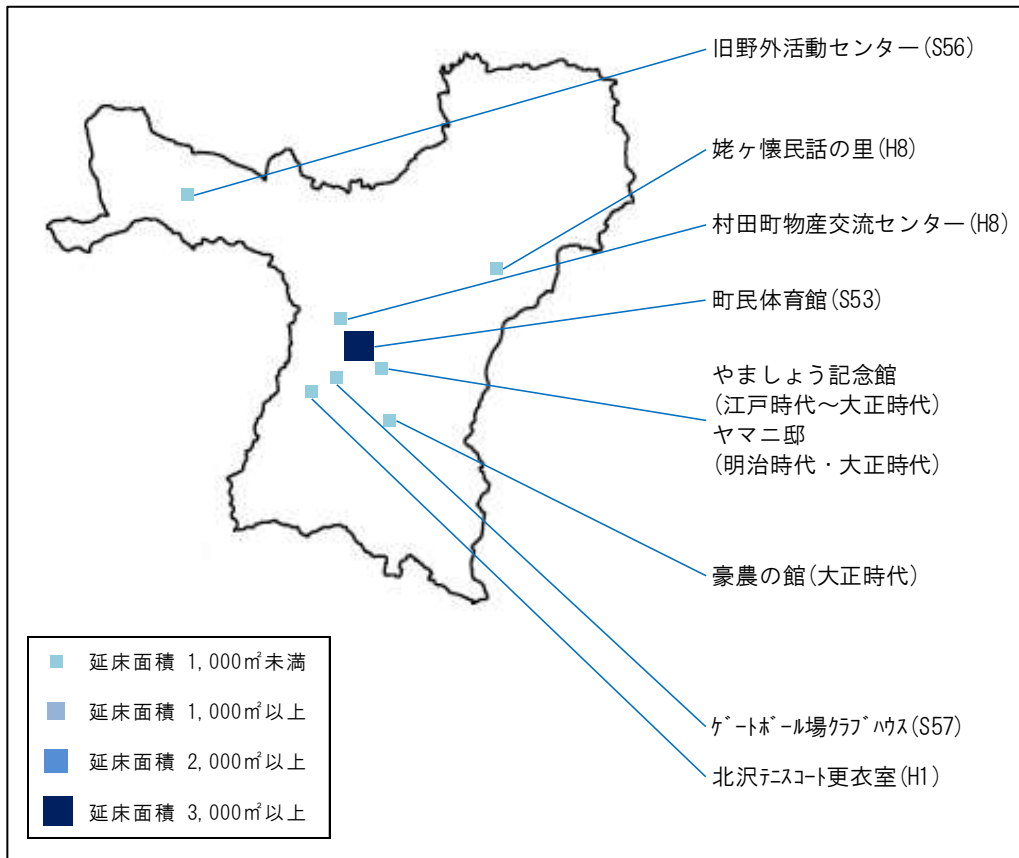 旧野外活動センター(S56)
姥ヶ懐民話の里(H8)
村田町物産交流センター(H8)
町民体育館(S53)
やましょう記念館
(江戸時代～大正時代)
ヤマニ邸
(明治時代・大正時代)
豪農の館(大正時代)
ｹﾞｰﾄﾎﾞｰﾙ場ｸﾗﾌﾞﾊｳｽ(S57)
北沢ﾃﾆｽｺｰﾄ更衣室(H1)
延床面積 1,000㎡未満
延床面積 1,000㎡以上
延床面積 2,000㎡以上
延床面積 3,000㎡以上